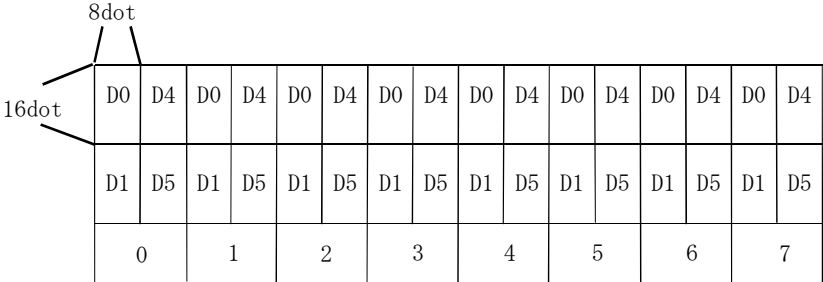 8dot
16dot
D0 D4 D0 D4 D0 D4 D0 D4 D0 D4 D0 D4 D0 D4 D0 D4
D1 D5 D1 D5 D1 D5 D1 D5 D1 D5 D1 D5 D1 D5 D1 D5
0 1 2 3 4 5 6 7